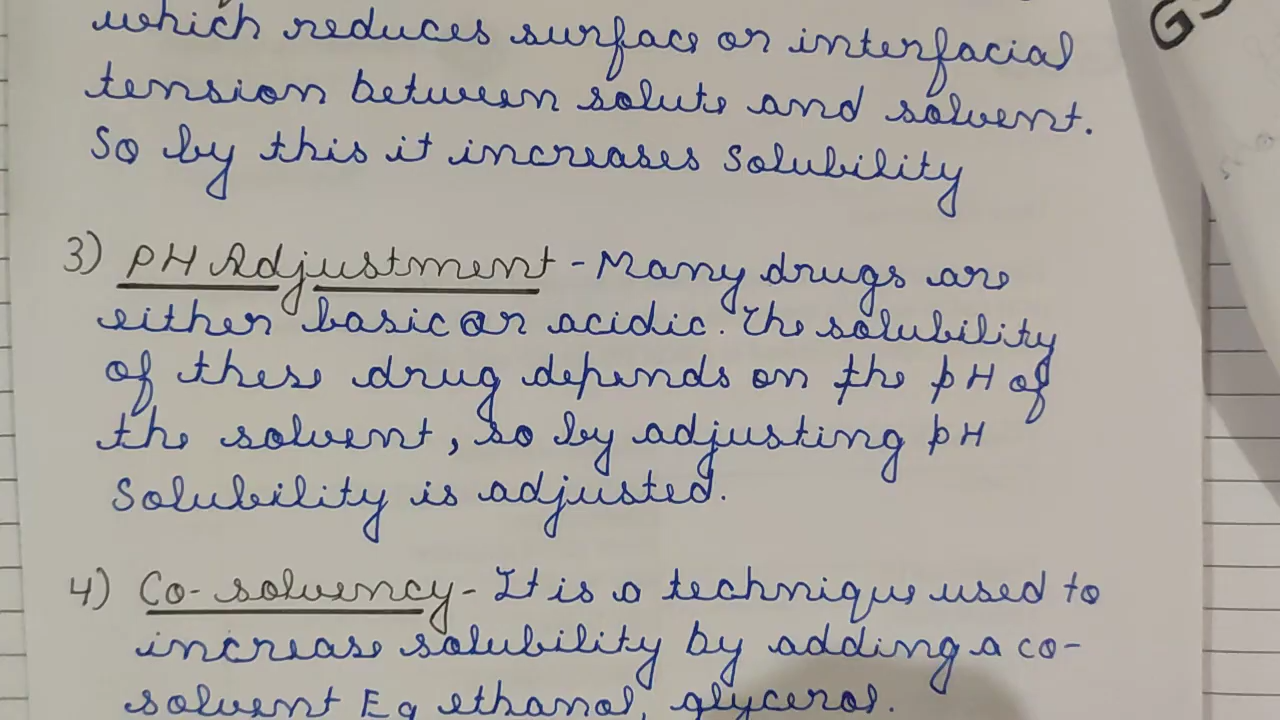 which reduces surface or interfacial
tension between solute and solvent.
So by this it increases solubility
3) PH Adjustment - Many drugs are
either basic or acidic. The solubility
of these drug depends on the pH of
the solvent, so by adjusting pH
Solubility is adjusted.
4) Co-solvency - It is a technique used to
increase solubility by adding a co-
solvent Eg ethanol, glycerol.